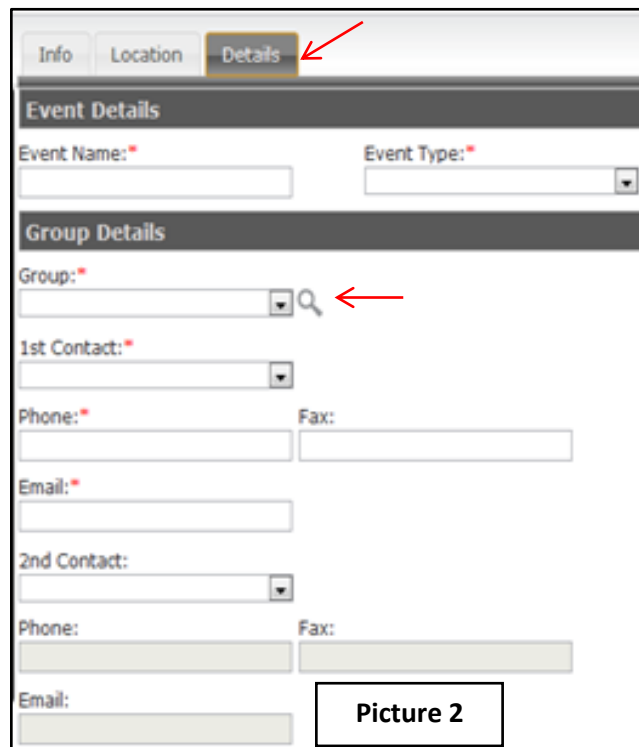 Info Location Details
Event Details
Event Name:* Event Type:*
Group Details
Group:*
1st Contact:*
Phone:* Fax:
Email:*
2nd Contact:
Phone: Fax:
Email:
Picture 2